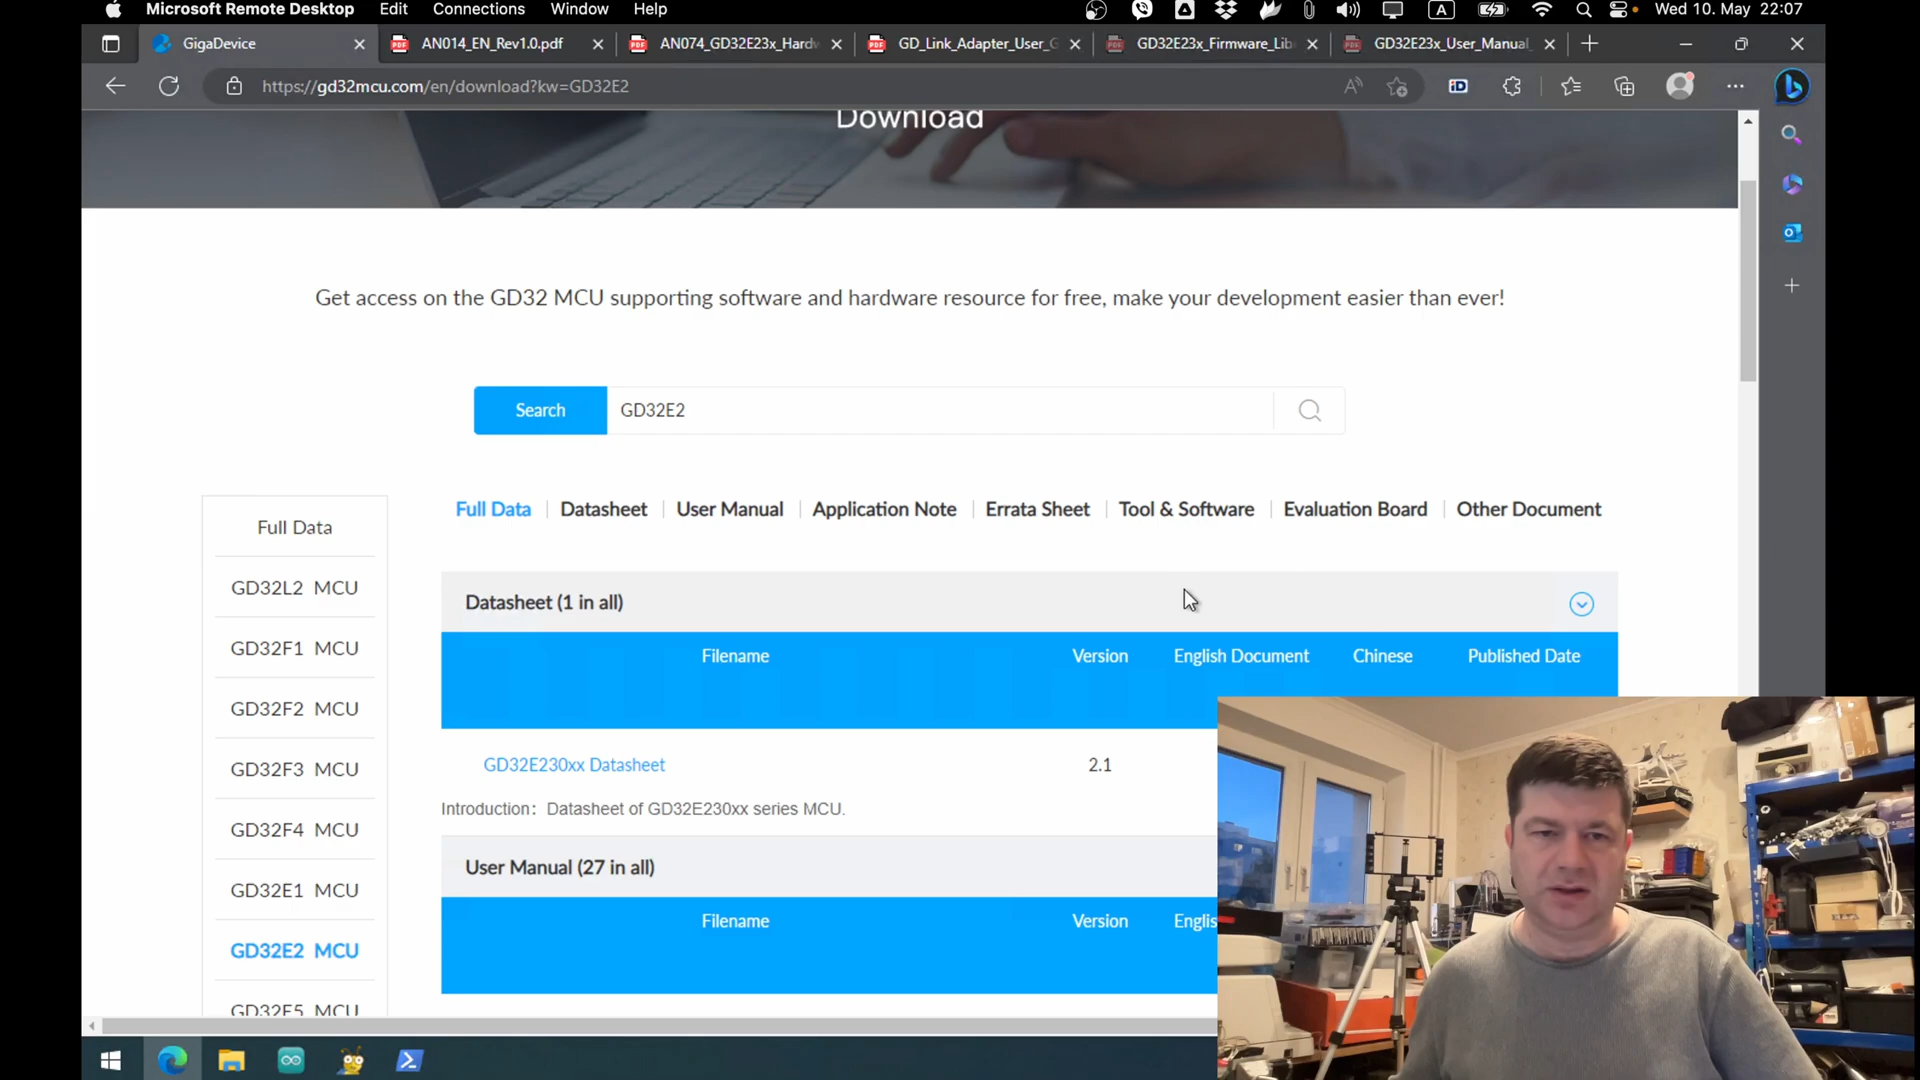 Microsoft Remote Desktop Edit Connections Window Help A Wed 10. May 22:07
GigaDevice AN014_EN_Rev1.0.pdf AN074_GD32E23x_Hardw GD_Link_Adapter_User_G GD32E23x_Firmware_Lib GD32E23x_User_Manual_
https://gd32mcu.com/en/download?kw=GD32E2
Download
Get access on the GD32 MCU supporting software and hardware resource for free, make your development easier than ever!
Search GD32E2
Full Data Datasheet User Manual Application Note Errata Sheet Tool & Software Evaluation Board Other Document
Full Data
GD32L2 MCU
GD32F1 MCU
GD32F2 MCU
GD32F3 MCU
GD32F4 MCU
GD32E1 MCU
GD32E2 MCU
GD32E5 MCU
Datasheet (1 in all)
Filename Version English Document Chinese Published Date
GD32E230xx Datasheet 2.1
Introduction: Datasheet of GD32E230xx series MCU.
User Manual (27 in all)
Filename Version Englis